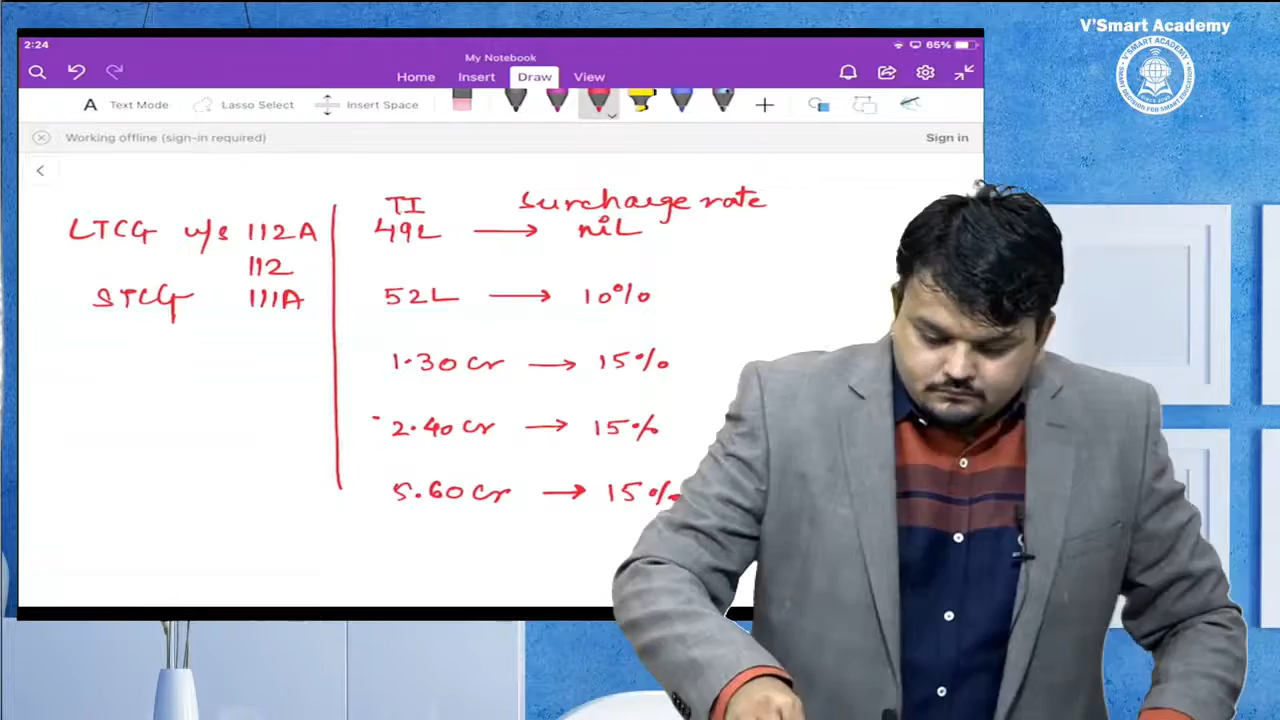 V'Smart Academy
2:24
65%
My Notebook
Home Insert Draw View
A Text Mode Lasso Select Insert Space
Working offline (sign-in required) Sign in
TI surcharge rate
LTCG u/s 112A 49L → nil
112
STCG 111A 52L → 10%
1.30 Cr → 15%
2.40 Cr → 15%
5.60 Cr → 15%